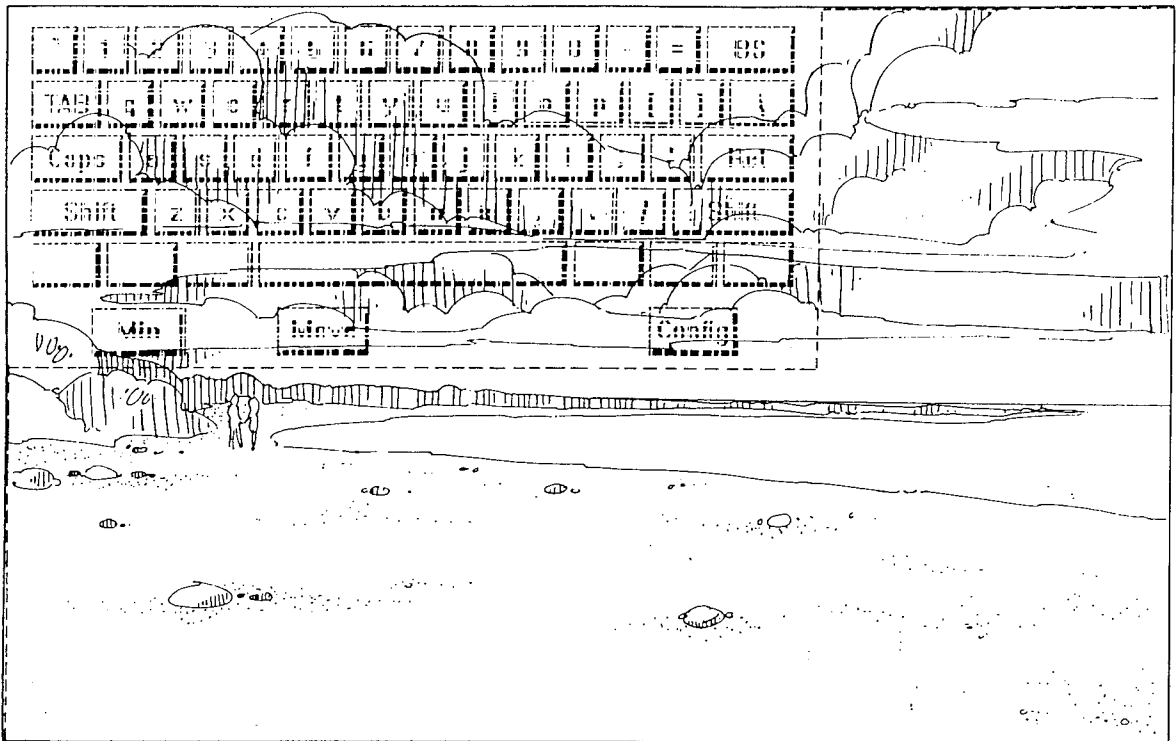 ` 1 2 3 4 5 6 7 8 9 0 - = BS
TAB q w e r t y u i o p [ ] \
Caps a s d f j k l ; ' Ret
Shift z x c v b n m , . / Shift
Min Move Config